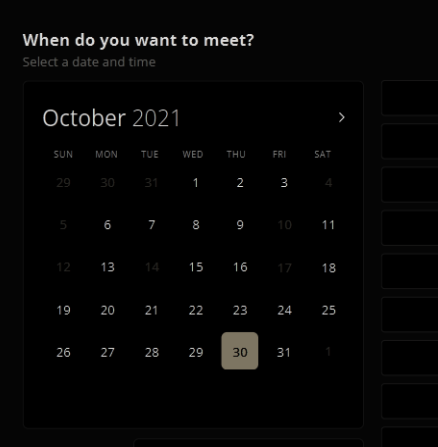 When do you want to meet?
Select a date and time
October 2021 >
SUN MON TUE WED THU FRI SAT
29 30 31 1 2 3 4
5 6 7 8 9 10 11
12 13 14 15 16 17 18
19 20 21 22 23 24 25
26 27 28 29 30 31 1